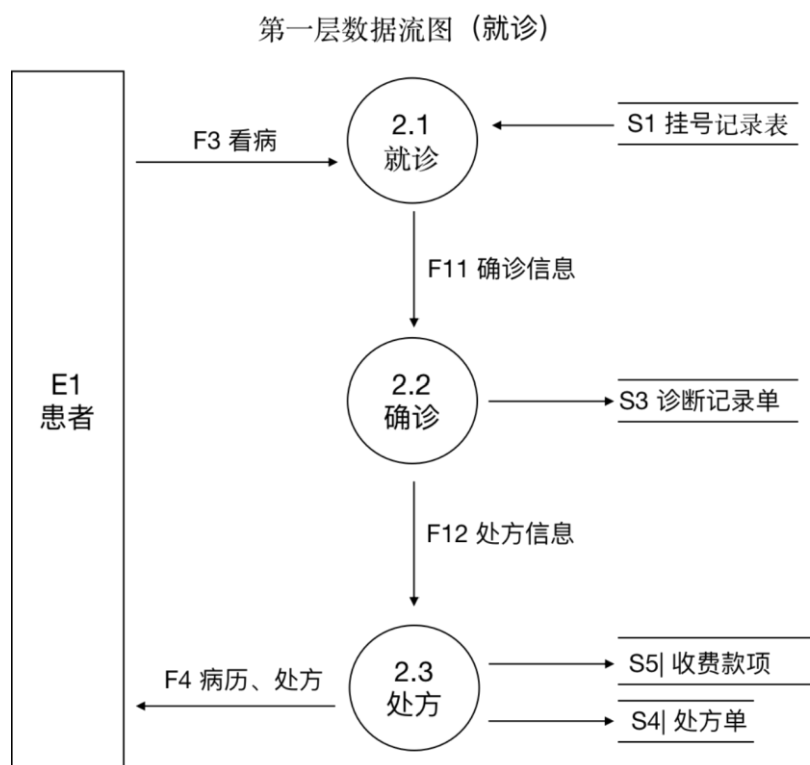 第一层数据流图（就诊）
F3 看病
2.1
就诊
S1 挂号记录表
F11 确诊信息
E1
患者
2.2
确诊
S3 诊断记录单
F12 处方信息
F4 病历、处方
2.3
处方
S5| 收费款项
S4| 处方单